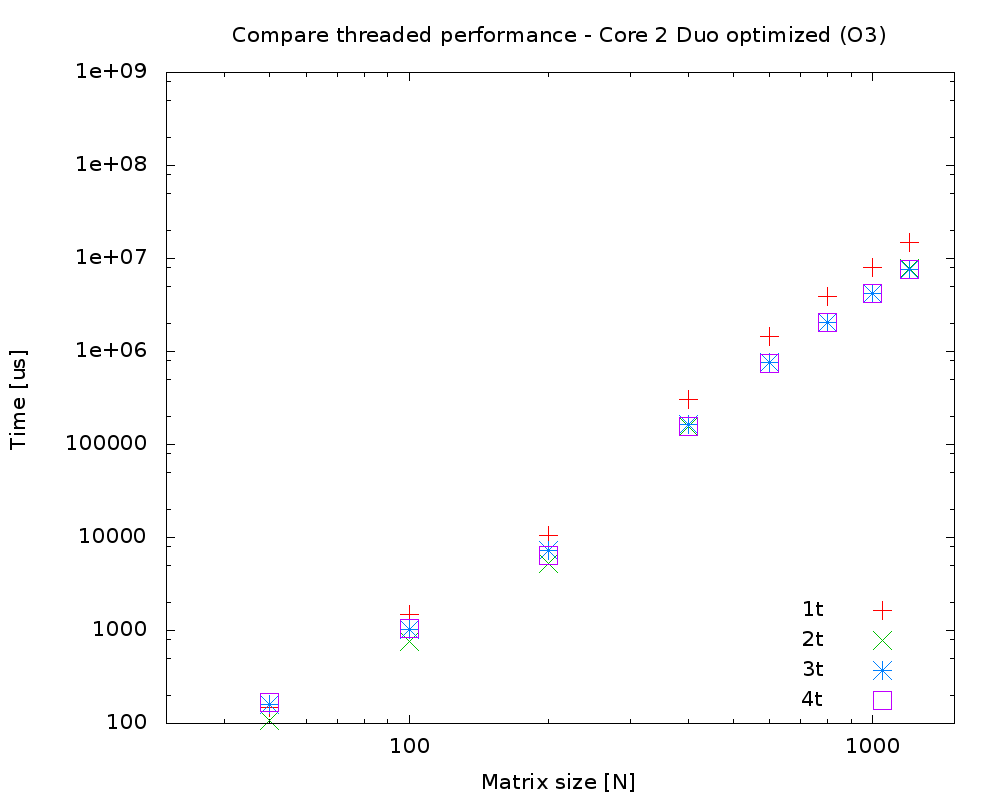 Compare threaded performance - Core 2 Duo optimized (O3)
1e+09
1e+08
1e+07
1e+06
100000
10000
1000
100
Time [us]
1t
2t
3t
4t
100
1000
Matrix size [N]